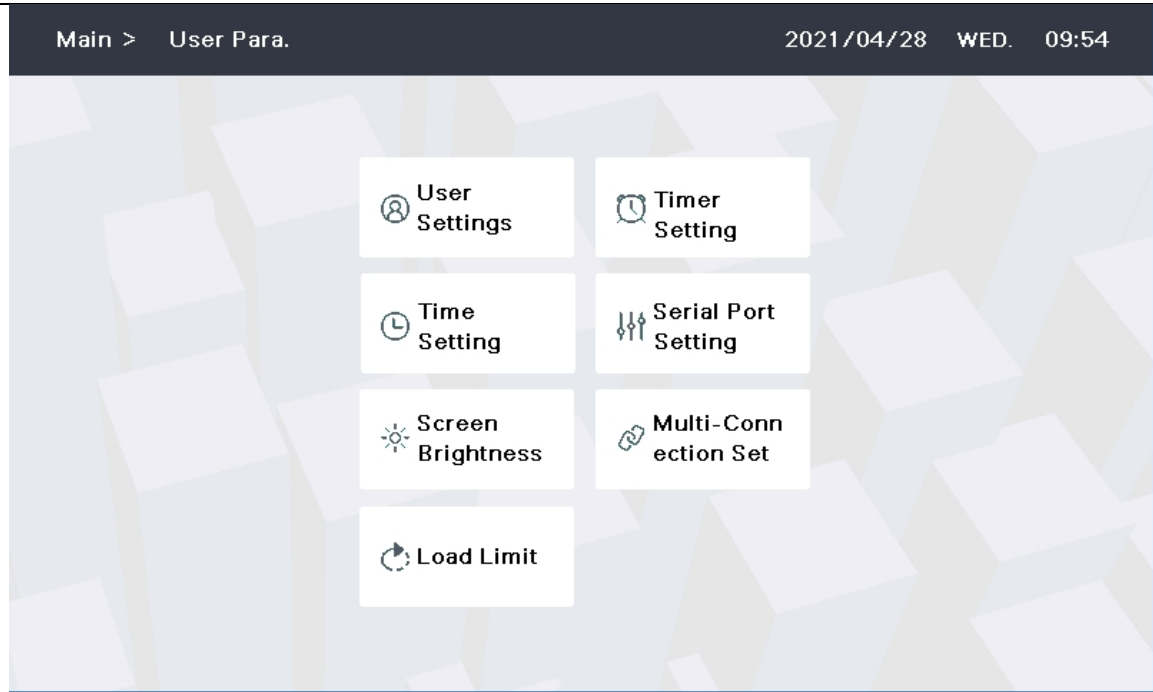 Main > User Para. 2021/04/28 WED. 09:54
User
Settings
Timer
Setting
Time
Setting
Serial Port
Setting
Screen
Brightness
Multi-Conn
ection Set
Load Limit